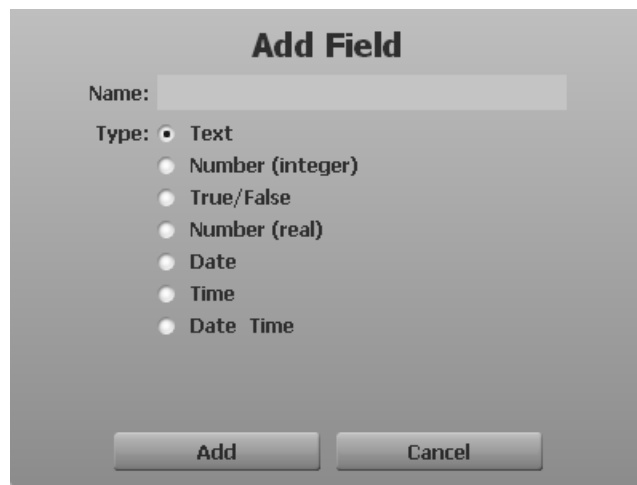 Add Field
Name:
Type: Text
Number (integer)
True/False
Number (real)
Date
Time
Date Time
Add Cancel